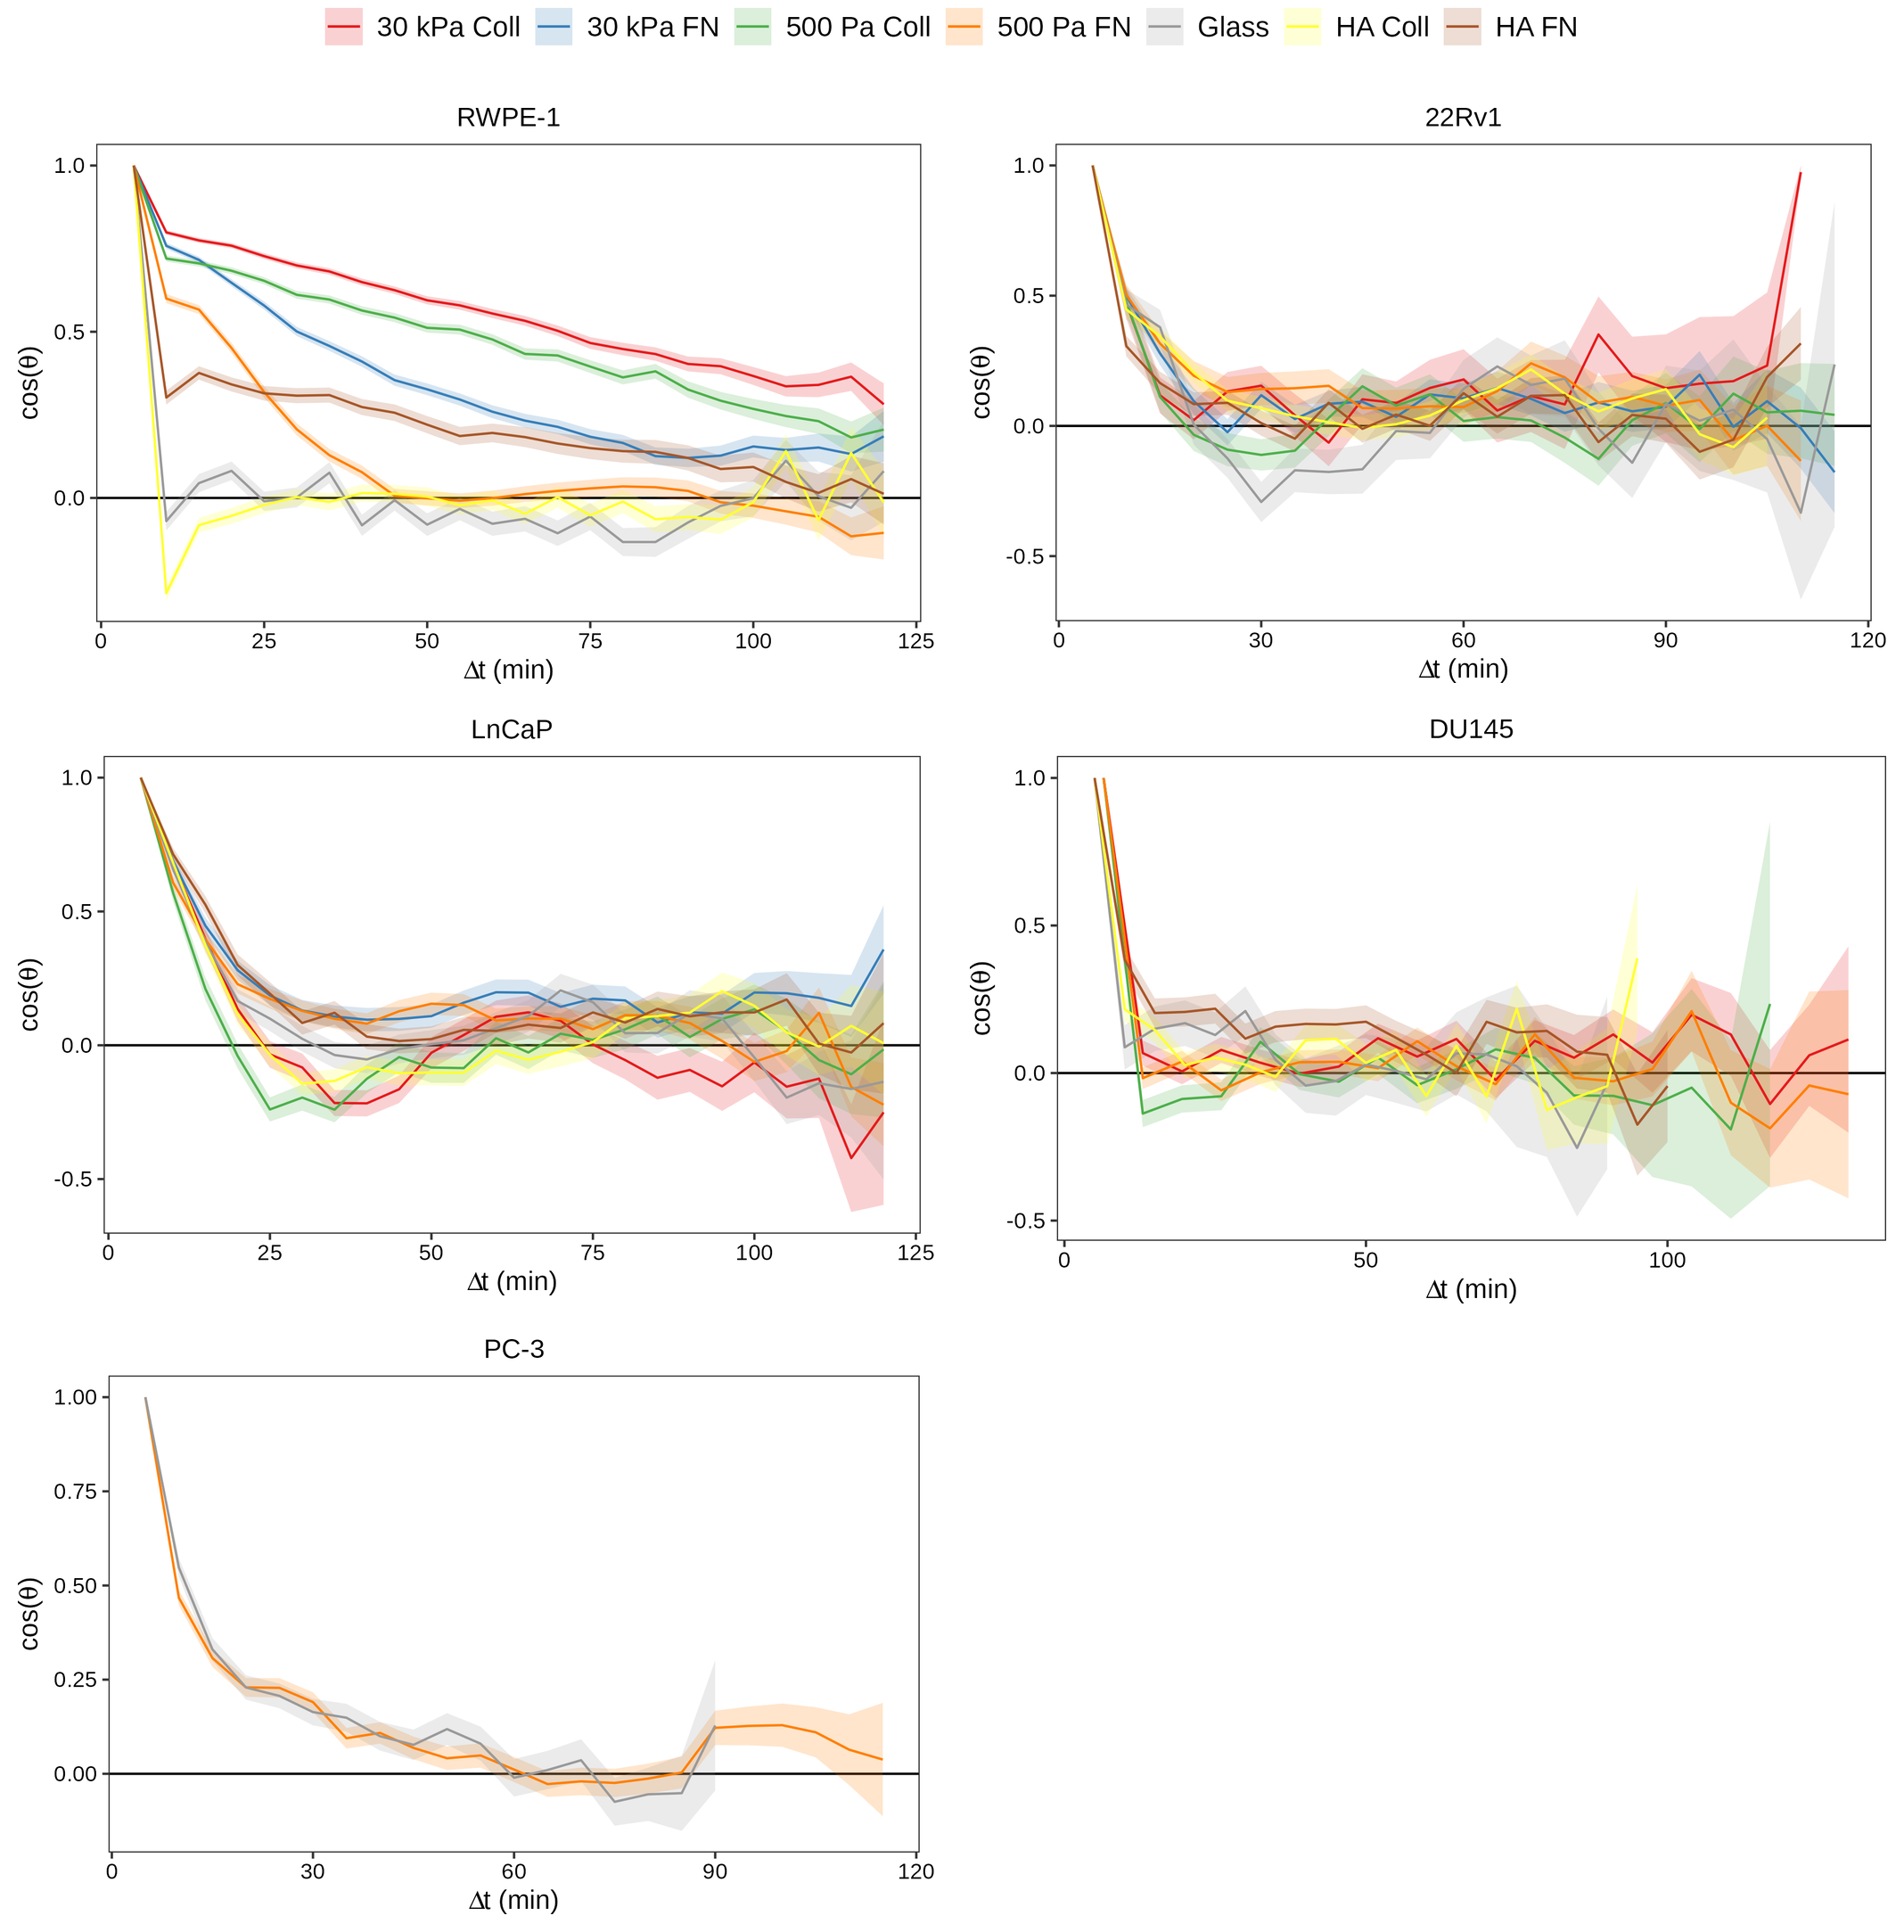 30 kPa Coll 30 kPa FN 500 Pa Coll 500 Pa FN Glass HA Coll HA FN
RWPE-1
1.0
0.5
0.0
cos(θ)
0 25 50 75 100 125
Δt (min)
22Rv1
1.0
0.5
0.0
-0.5
cos(θ)
0 30 60 90 120
Δt (min)
LnCaP
1.0
0.5
0.0
-0.5
cos(θ)
0 25 50 75 100 125
Δt (min)
DU145
1.0
0.5
0.0
-0.5
cos(θ)
0 50 100
Δt (min)
PC-3
1.00
0.75
0.50
0.25
0.00
cos(θ)
0 30 60 90 120
Δt (min)